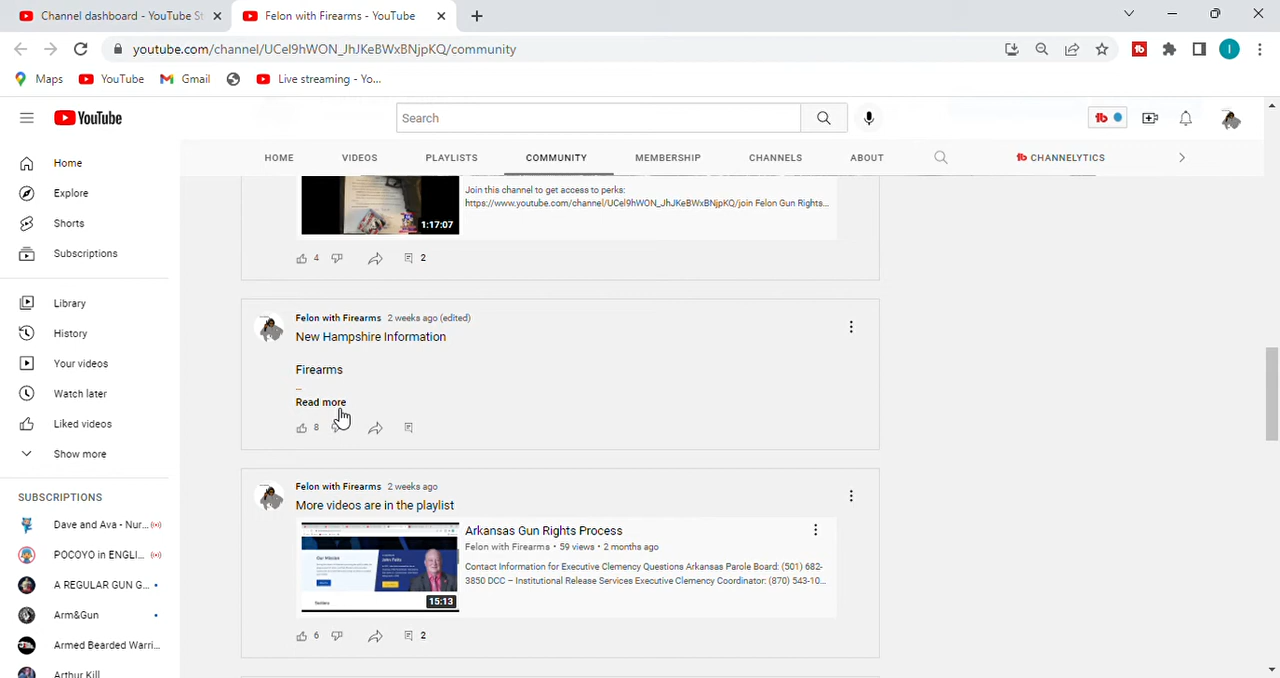 Channel dashboard - YouTube St
Felon with Firearms - YouTube
youtube.com/channel/UCel9hWON_JhJKeBWxBNjpKQ/community
Maps
YouTube
Gmail
Live streaming - Yo...
YouTube
Search
HOME
VIDEOS
PLAYLISTS
COMMUNITY
MEMBERSHIP
CHANNELS
ABOUT
CHANNELYTICS
Home
Explore
Shorts
Subscriptions
Library
History
Your videos
Watch later
Liked videos
Show more
SUBSCRIPTIONS
Dave and Ava - Nur...
POCOYO in ENGLI...
A REGULAR GUN G...
Arm&Gun
Armed Bearded Warri...
Arthur Kill
1:17:07
Join this channel to get access to perks:
https://www.youtube.com/channel/UCel9hWON_JhJKeBWxBNjpKQ/join Felon Gun Rights...
4
2
Felon with Firearms 2 weeks ago (edited)
New Hampshire Information
Firearms
...
Read more
8
Felon with Firearms 2 weeks ago
More videos are in the playlist
15:13
Arkansas Gun Rights Process
Felon with Firearms • 59 views • 2 months ago
Contact Information for Executive Clemency Questions Arkansas Parole Board: (501) 682-
3850 DCC – Institutional Release Services Executive Clemency Coordinator: (870) 543-10...
6
2